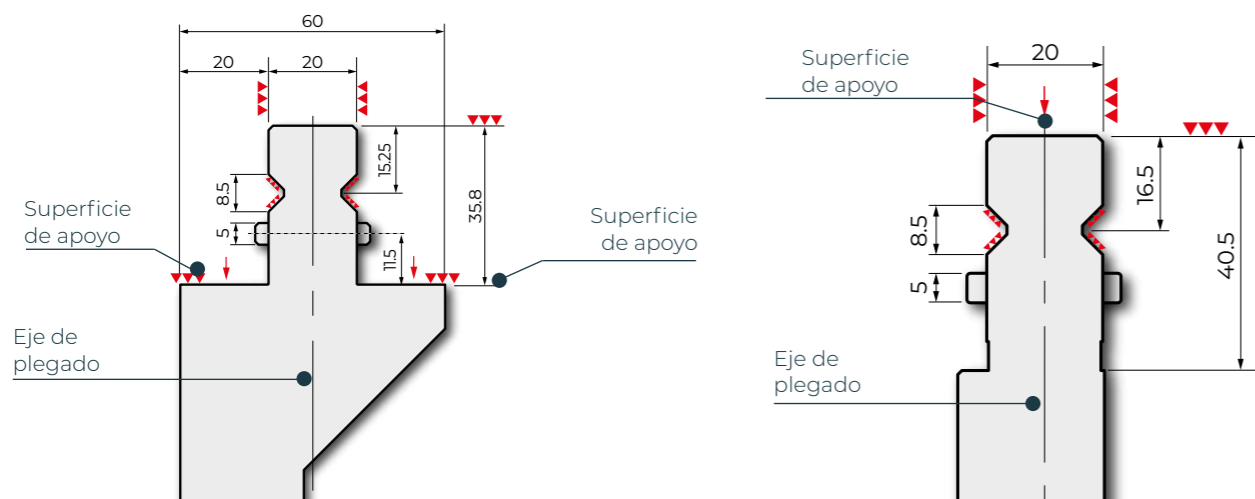 60
20
20
15.25
35.8
8.5
5
11.5
Superficie
de apoyo
Superficie
de apoyo
Eje de
plegado
Superficie
de apoyo
20
16.5
8.5
5
40.5
Eje de
plegado